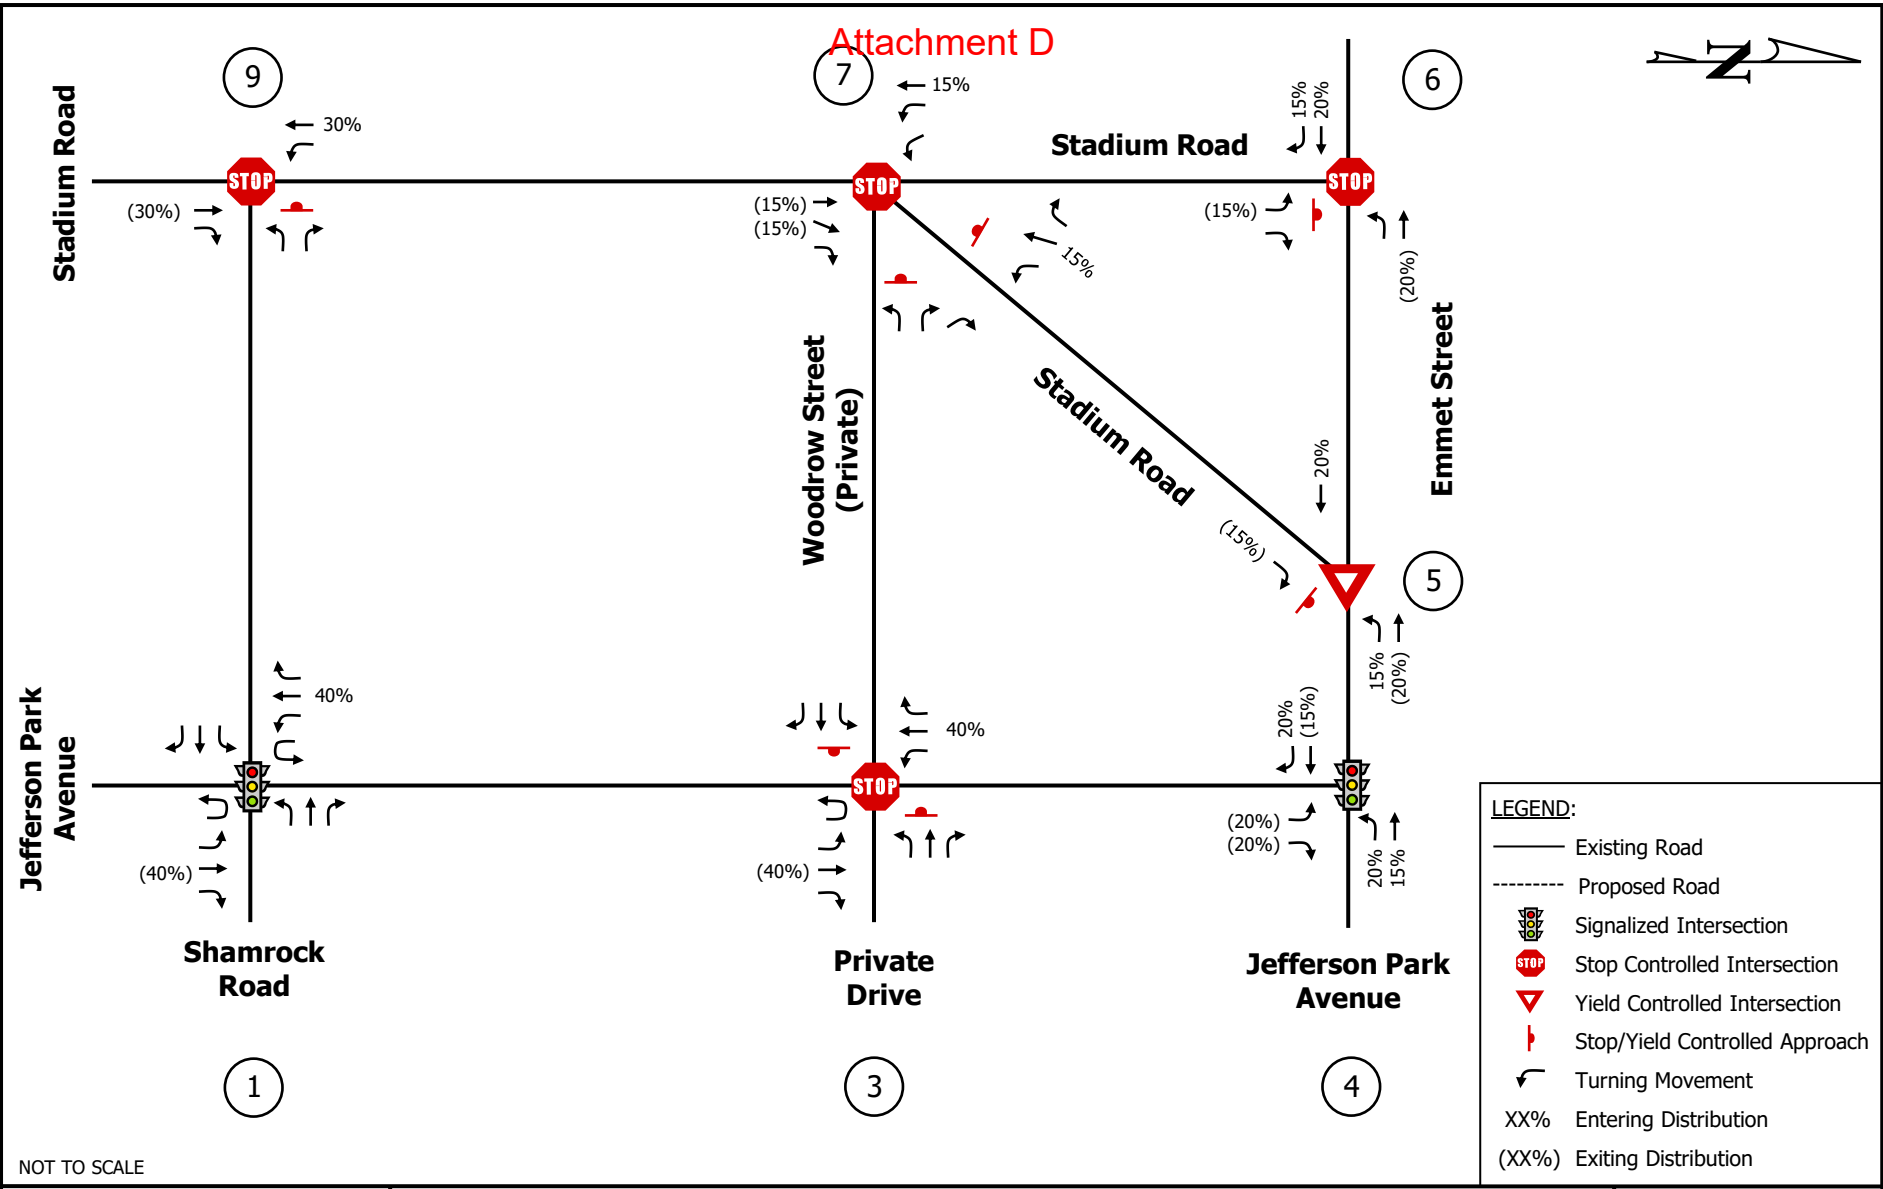 Attachment D
9
7
6
N
15%
30%
15%
20%
Stadium Road
Stadium Road
STOP
STOP
STOP
(30%)
(15%)
(15%)
(15%)
15%
(20%)
Woodrow Street
(Private)
Stadium Road
Emmet Street
20%
(15%)
5
15%
(20%)
Jefferson Park
Avenue
40%
40%
20%
(15%)
STOP
(40%)
(40%)
(20%)
(20%)
20%
15%
Shamrock
Road
Private
Drive
Jefferson Park
Avenue
1
3
4
LEGEND:
Existing Road
Proposed Road
Signalized Intersection
STOP Stop Controlled Intersection
Yield Controlled Intersection
Stop/Yield Controlled Approach
Turning Movement
XX% Entering Distribution
(XX%) Exiting Distribution
NOT TO SCALE